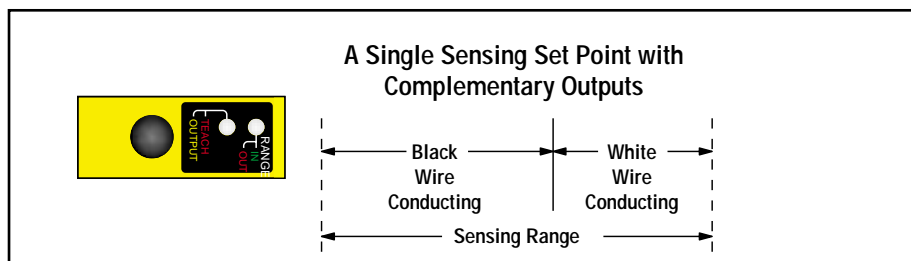 A Single Sensing Set Point with
Complementary Outputs
RANGE
IN
OUT
TEACH
OUTPUT
Black
Wire
Conducting
White
Wire
Conducting
Sensing Range